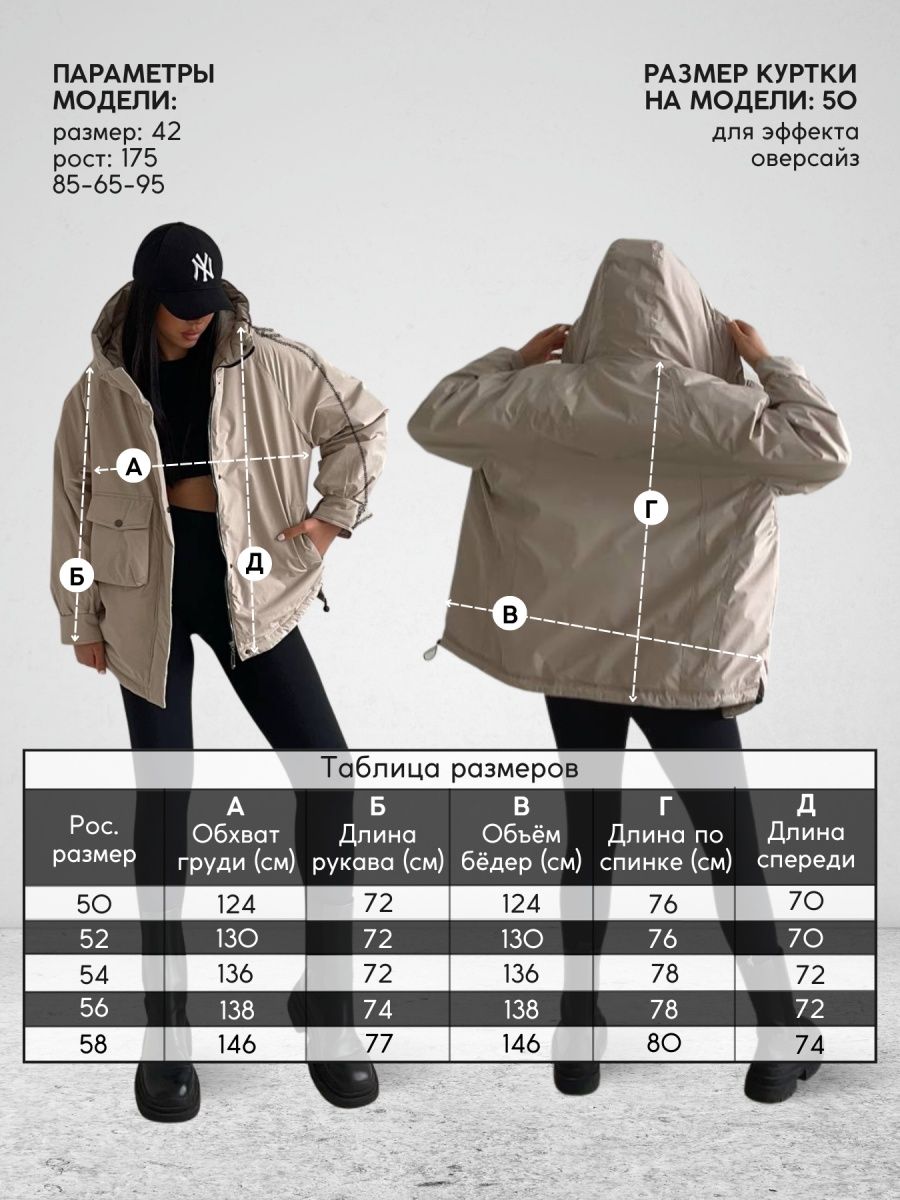 ПАРАМЕТРЫ
МОДЕЛИ:
размер: 42
рост: 175
85-65-95
РАЗМЕР КУРТКИ
НА МОДЕЛИ: 50
для эффекта
оверсайз
NY
А
Б
Д
Г
В
Таблица размеров
Рос.
размер
А
Обхват
груди (см)
Б
Длина
рукава (см)
В
Объём
бёдер (см)
Г
Длина по
спинке (см)
Д
Длина
спереди
50 124 72 124 76 70
52 130 72 130 76 70
54 136 72 136 78 72
56 138 74 138 78 72
58 146 77 146 80 74